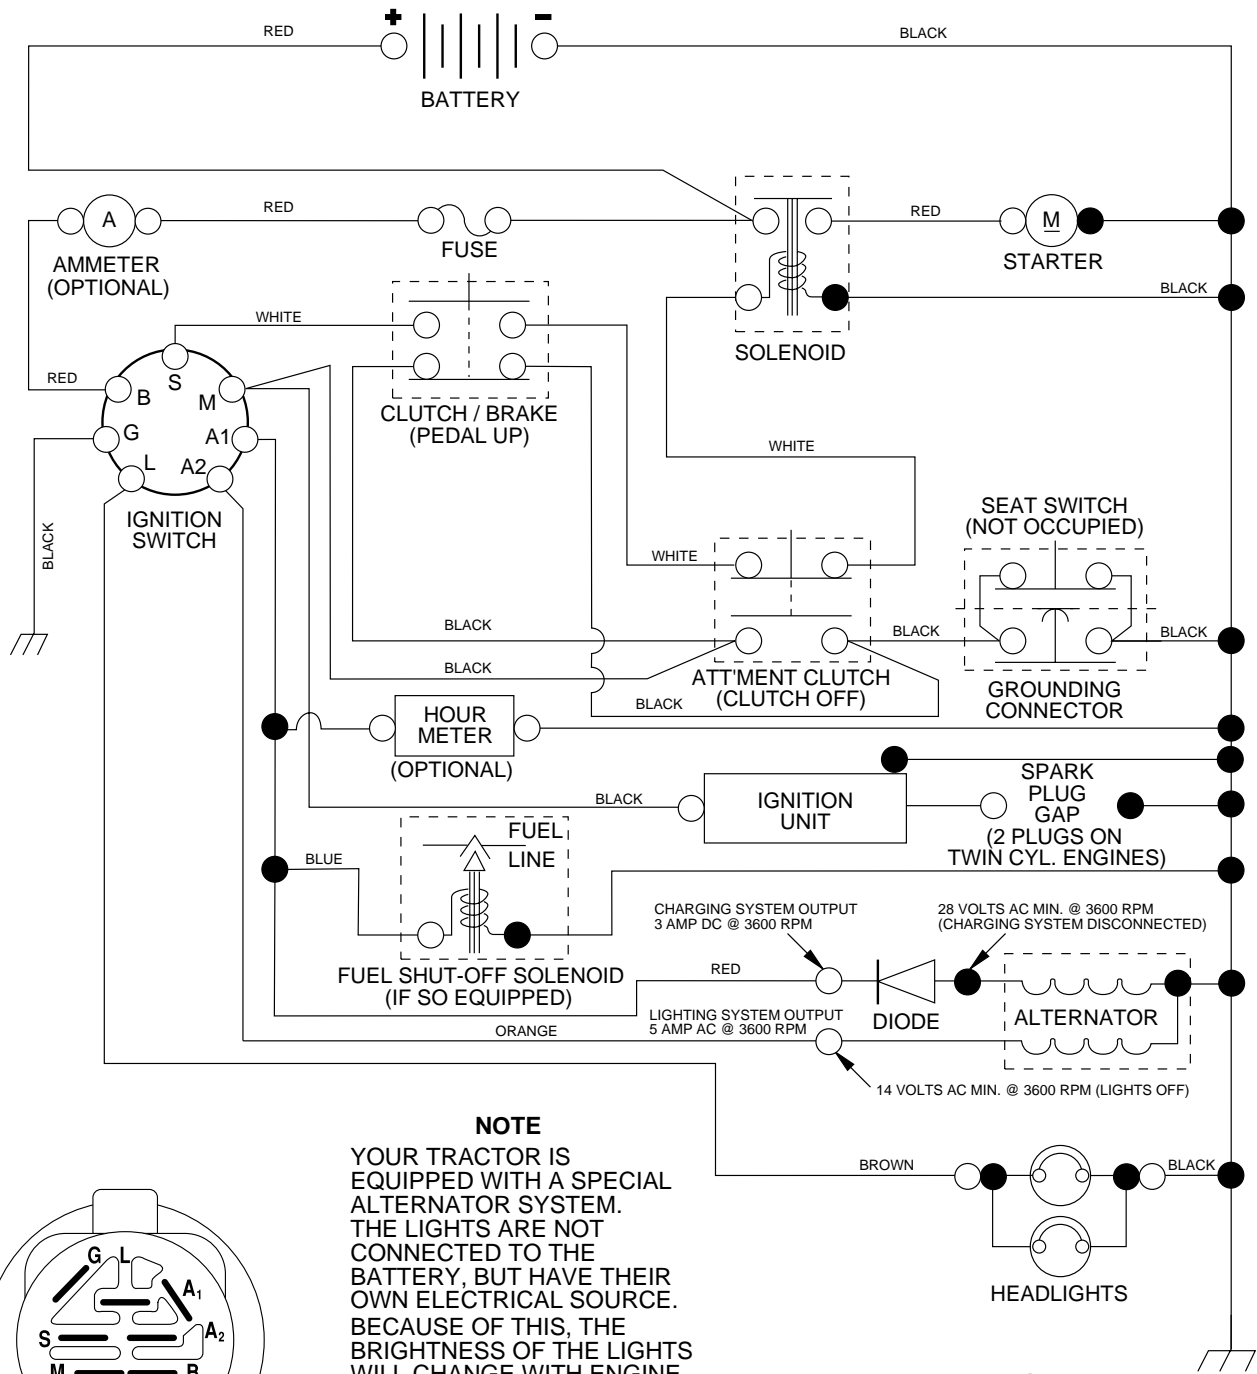 + -
RED
BLACK
BATTERY
A
RED
RED
M
FUSE
AMMETER
(OPTIONAL)
STARTER
BLACK
WHITE
SOLENOID
S
RED
B
M
CLUTCH / BRAKE
(PEDAL UP)
G
A1
L
A2
WHITE
IGNITION
SWITCH
BLACK
SEAT SWITCH
(NOT OCCUPIED)
WHITE
BLACK
BLACK
BLACK
BLACK
ATT'MENT CLUTCH
(CLUTCH OFF)
GROUNDING
CONNECTOR
BLACK
HOUR
METER
(OPTIONAL)
BLACK
IGNITION
UNIT
SPARK
PLUG
GAP
(2 PLUGS ON
TWIN CYL. ENGINES)
FUEL
LINE
BLUE
CHARGING SYSTEM OUTPUT
3 AMP DC @ 3600 RPM
28 VOLTS AC MIN. @ 3600 RPM
(CHARGING SYSTEM DISCONNECTED)
FUEL SHUT-OFF SOLENOID
(IF SO EQUIPPED)
RED
DIODE
ALTERNATOR
LIGHTING SYSTEM OUTPUT
5 AMP AC @ 3600 RPM
ORANGE
14 VOLTS AC MIN. @ 3600 RPM (LIGHTS OFF)
NOTE
YOUR TRACTOR IS
EQUIPPED WITH A SPECIAL
ALTERNATOR SYSTEM.
THE LIGHTS ARE NOT
CONNECTED TO THE
BATTERY, BUT HAVE THEIR
OWN ELECTRICAL SOURCE.
BECAUSE OF THIS, THE
BRIGHTNESS OF THE LIGHTS
WILL CHANGE WITH ENGINE
BROWN
BLACK
HEADLIGHTS
G L
A1
A2
S
M
B